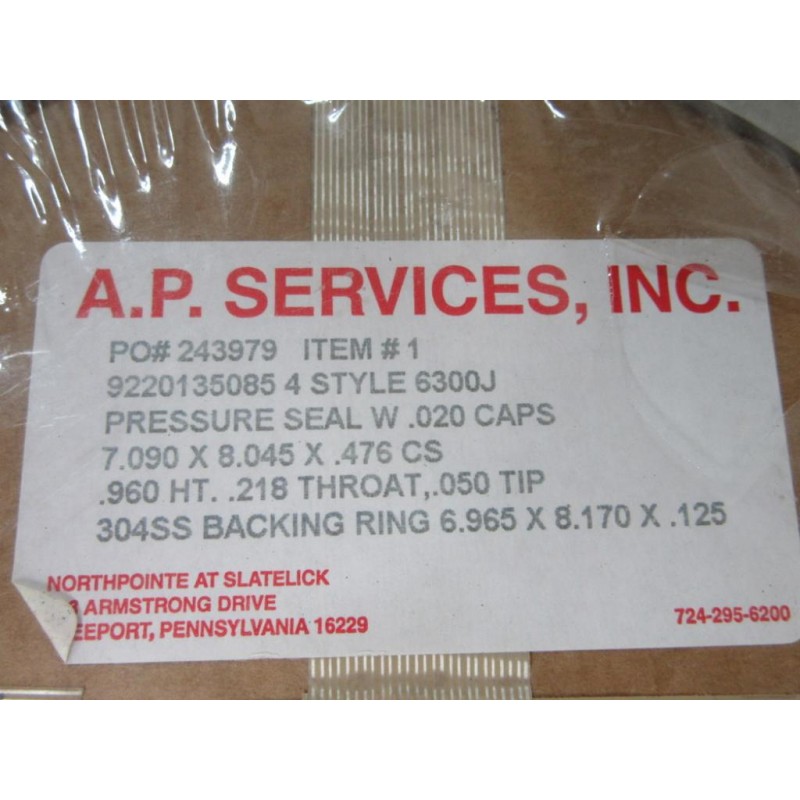 A.P. SERVICES, INC.
PO# 243979 ITEM # 1
9220135085 4 STYLE 6300J
PRESSURE SEAL W .020 CAPS
7.090 X 8.045 X .476 CS
.960 HT. .218 THROAT,.050 TIP
304SS BACKING RING 6.965 X 8.170 X .125
NORTHPOINTE AT SLATELICK
ARMSTRONG DRIVE
PENNSYLVANIA 16229
724-295-6200